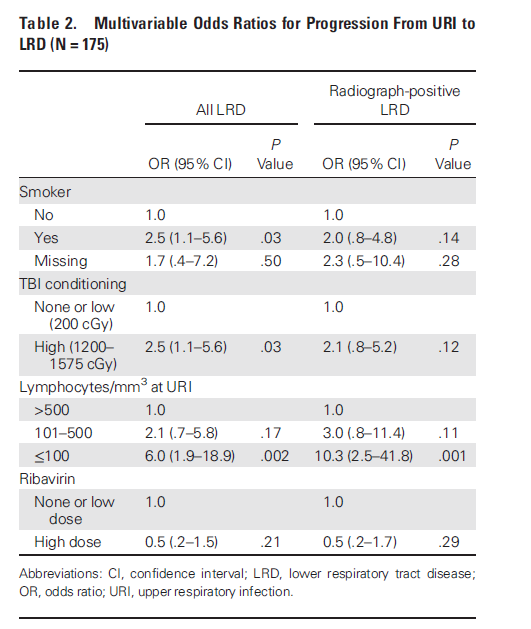 Table 2. Multivariable Odds Ratios for Progression From URI to
LRD (N = 175)
All LRD Radiograph-positive LRD
OR (95% CI) P Value OR (95% CI) P Value
Smoker
No 1.0 1.0
Yes 2.5 (1.1–5.6) .03 2.0 (.8–4.8) .14
Missing 1.7 (.4–7.2) .50 2.3 (.5–10.4) .28
TBI conditioning
None or low (200 cGy) 1.0 1.0
High (1200–1575 cGy) 2.5 (1.1–5.6) .03 2.1 (.8–5.2) .12
Lymphocytes/mm³ at URI
>500 1.0 1.0
101–500 2.1 (.7–5.8) .17 3.0 (.8–11.4) .11
≤100 6.0 (1.9–18.9) .002 10.3 (2.5–41.8) .001
Ribavirin
None or low dose 1.0 1.0
High dose 0.5 (.2–1.5) .21 0.5 (.2–1.7) .29
Abbreviations: CI, confidence interval; LRD, lower respiratory tract disease;
OR, odds ratio; URI, upper respiratory infection.